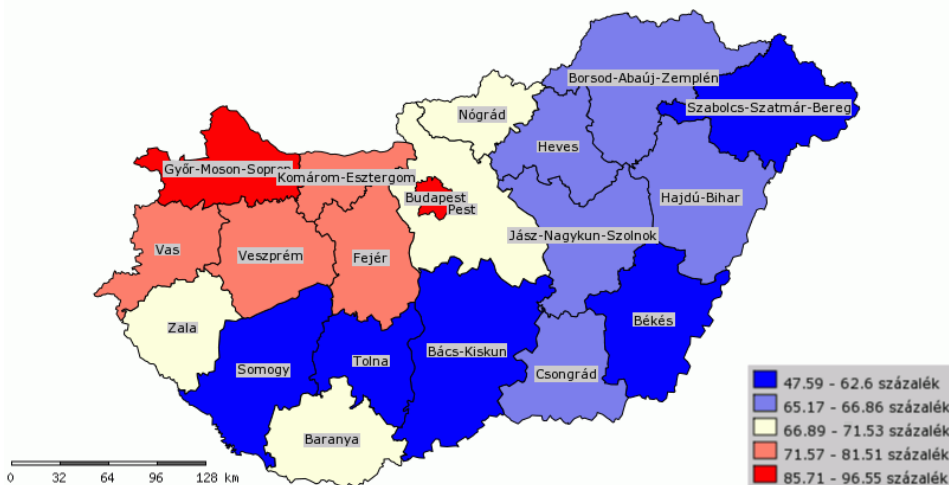 Borsod-Abaúj-Zemplén
Szabolcs-Szatmár-Bereg
Nógrád
Heves
Győr-Moson-Sopron
Komárom-Esztergom
Budapest
Pest
Hajdú-Bihar
Jász-Nagykun-Szolnok
Vas
Veszprém
Fejér
Zala
Békés
Somogy
Tolna
Bács-Kiskun
Csongrád
Baranya
47.59 - 62.6 százalék
65.17 - 66.86 százalék
66.89 - 71.53 százalék
71.57 - 81.51 százalék
85.71 - 96.55 százalék
0 32 64 96 128 km